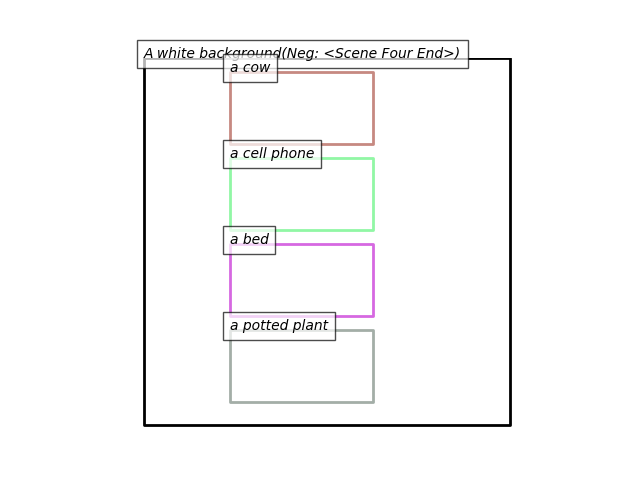 A white background(Neg: <Scene Four End>)
a cow
a cell phone
a bed
a potted plant